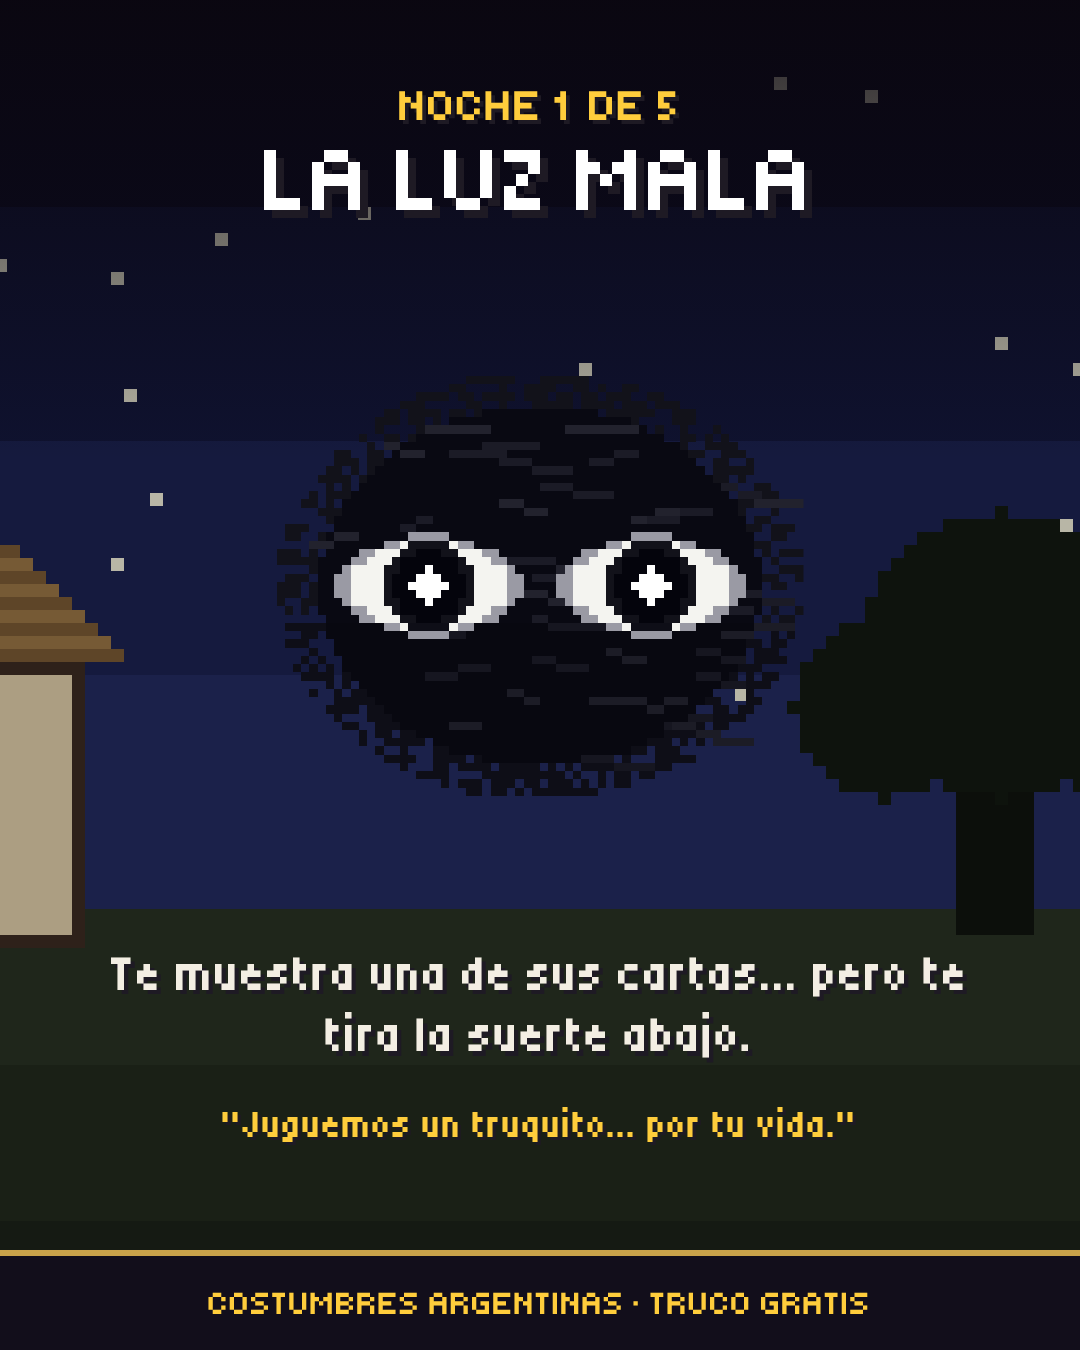 NOCHE 1 DE 5
LA LUZ MALA
Te muestra una de sus cartas... pero te
tira la suerte abajo.
"Juguemos un truquito... por tu vida."
COSTUMBRES ARGENTINAS · TRUCO GRATIS